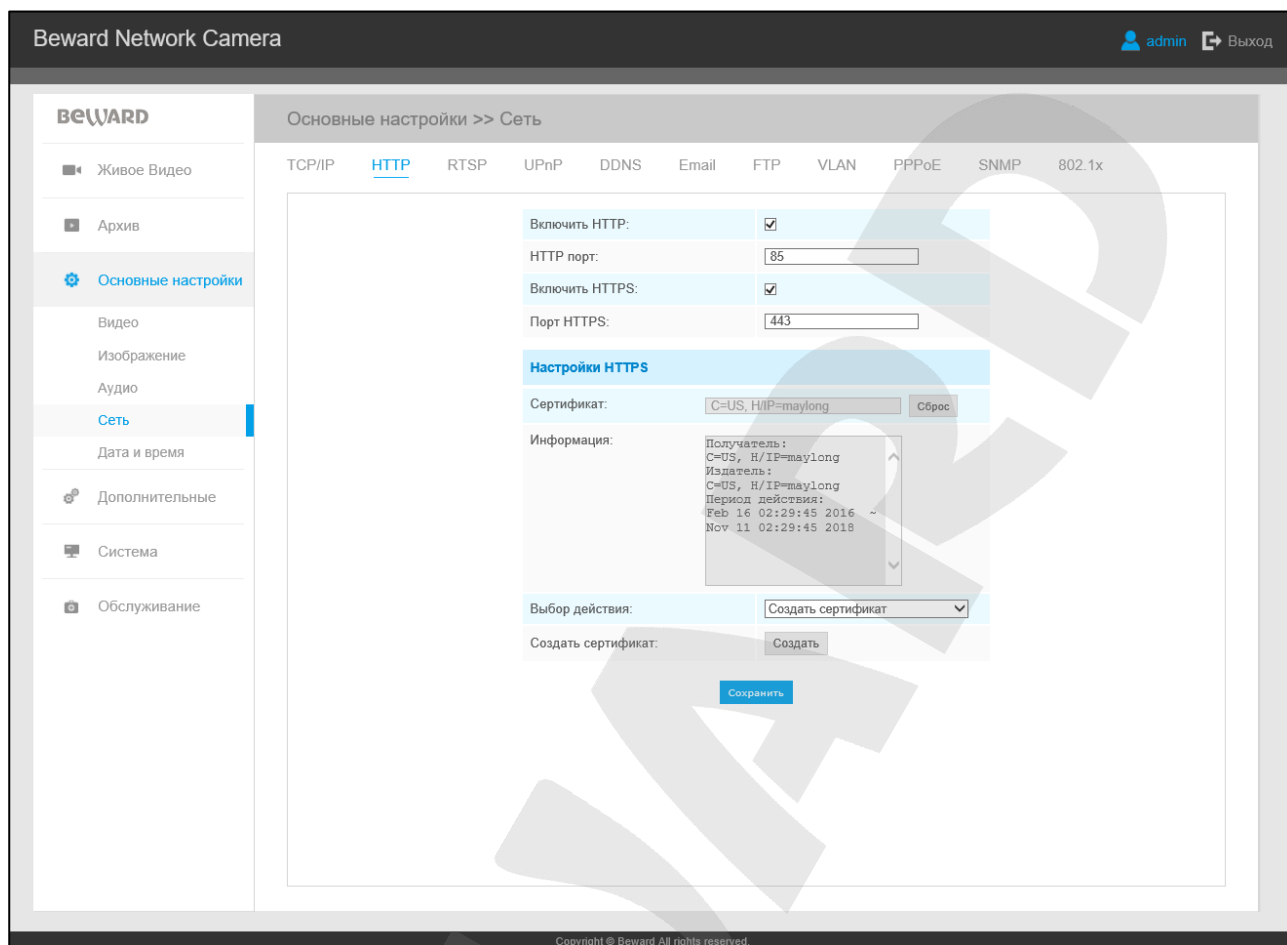 Beward Network Camera
admin Выход
BEWARD
Основные настройки >> Сеть
TCP/IP HTTP RTSP UPnP DDNS Email FTP VLAN PPPoE SNMP 802.1x
Живое Видео
Архив
Основные настройки
Видео
Изображение
Аудио
Сеть
Дата и время
Дополнительные
Система
Обслуживание
Включить HTTP:
HTTP порт: 85
Включить HTTPS:
Порт HTTPS: 443
Настройки HTTPS
Сертификат: C=US, H/IP=maylong Сброс
Информация:
Получатель:
C=US, H/IP=maylong
Издатель:
C=US, H/IP=maylong
Период действия:
Feb 16 02:29:45 2016 ~
Nov 11 02:29:45 2018
Выбор действия: Создать сертификат
Создать сертификат: Создать
Сохранить
Copyright © Beward All rights reserved.